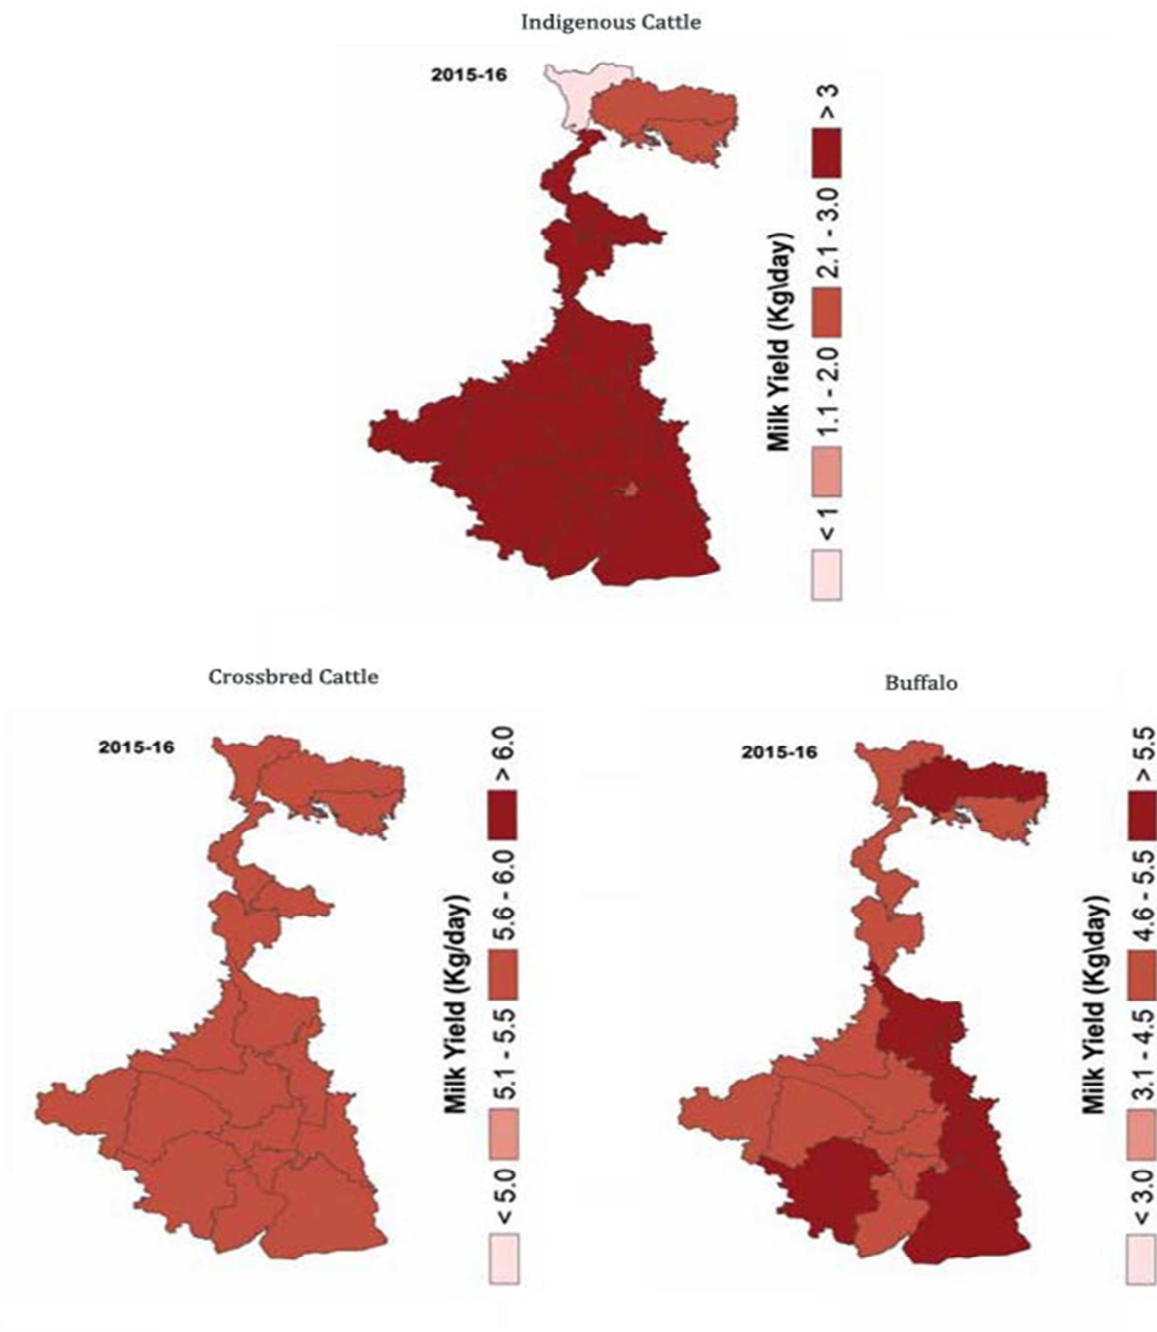 Indigenous Cattle
2015-16
Milk Yield (Kg\day)
< 1
1.1 - 2.0
2.1 - 3.0
> 3
Crossbred Cattle
2015-16
Milk Yield (Kg/day)
< 5.0
5.1 - 5.5
5.6 - 6.0
> 6.0
Buffalo
2015-16
Milk Yield (Kg\day)
< 3.0
3.1 - 4.5
4.6 - 5.5
> 5.5